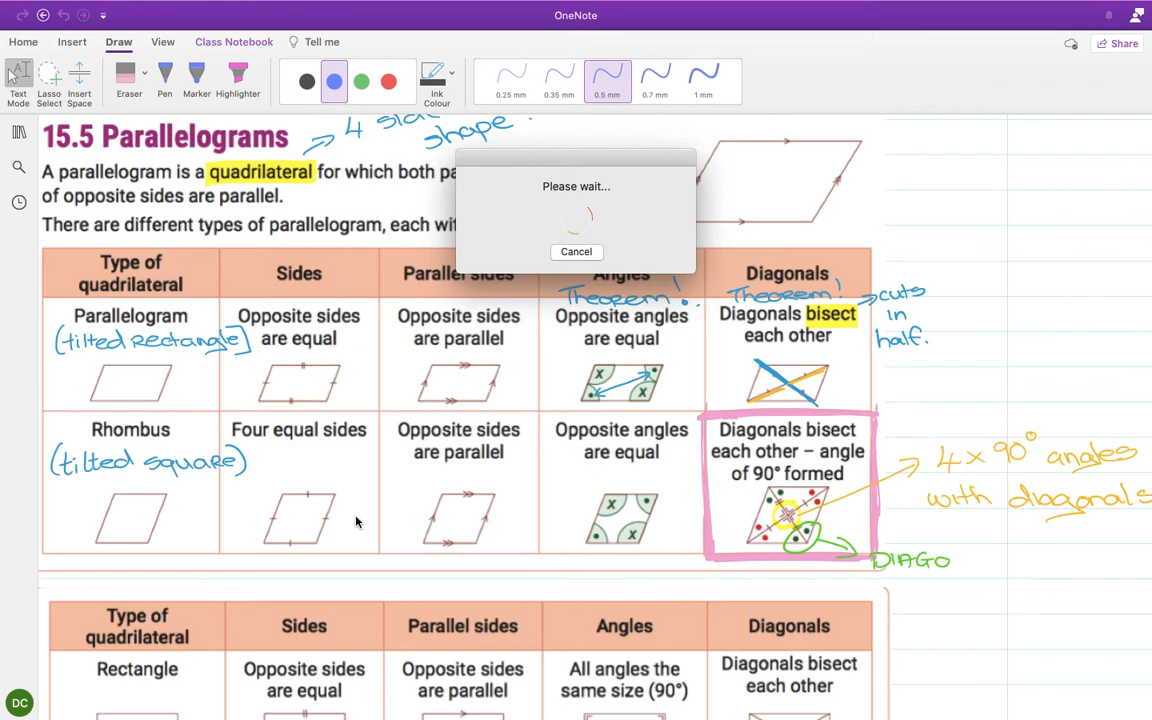 OneNote
Home Insert Draw View Class Notebook Tell me
Share
Text Mode
Lasso Select
Insert Space
Eraser
Pen
Marker
Highlighter
Ink Colour
0.25 mm
0.35 mm
0.5 mm
0.7 mm
1 mm
15.5 Parallelograms
4 side
shape
A parallelogram is a quadrilateral for which both
of opposite sides are parallel.
There are different types of parallelogram, each
Please wait...
Cancel
Type of quadrilateral
Sides
Parallel sides
Angles
Diagonals
Theorem!
Theorem!
Parallelogram
(tilted Rectangle)
Opposite sides are equal
Opposite sides are parallel
Opposite angles are equal
x
x
Diagonals bisect each other
cuts
in
half.
Rhombus
(tilted square)
Four equal sides
Opposite sides are parallel
Opposite angles are equal
x
x
Diagonals bisect each other – angle of 90° formed
4 x 90° angles
with diagonals
DIAGO
Type of quadrilateral
Sides
Parallel sides
Angles
Diagonals
Rectangle
Opposite sides are equal
Opposite sides are parallel
All angles the same size (90°)
Diagonals bisect each other
DC